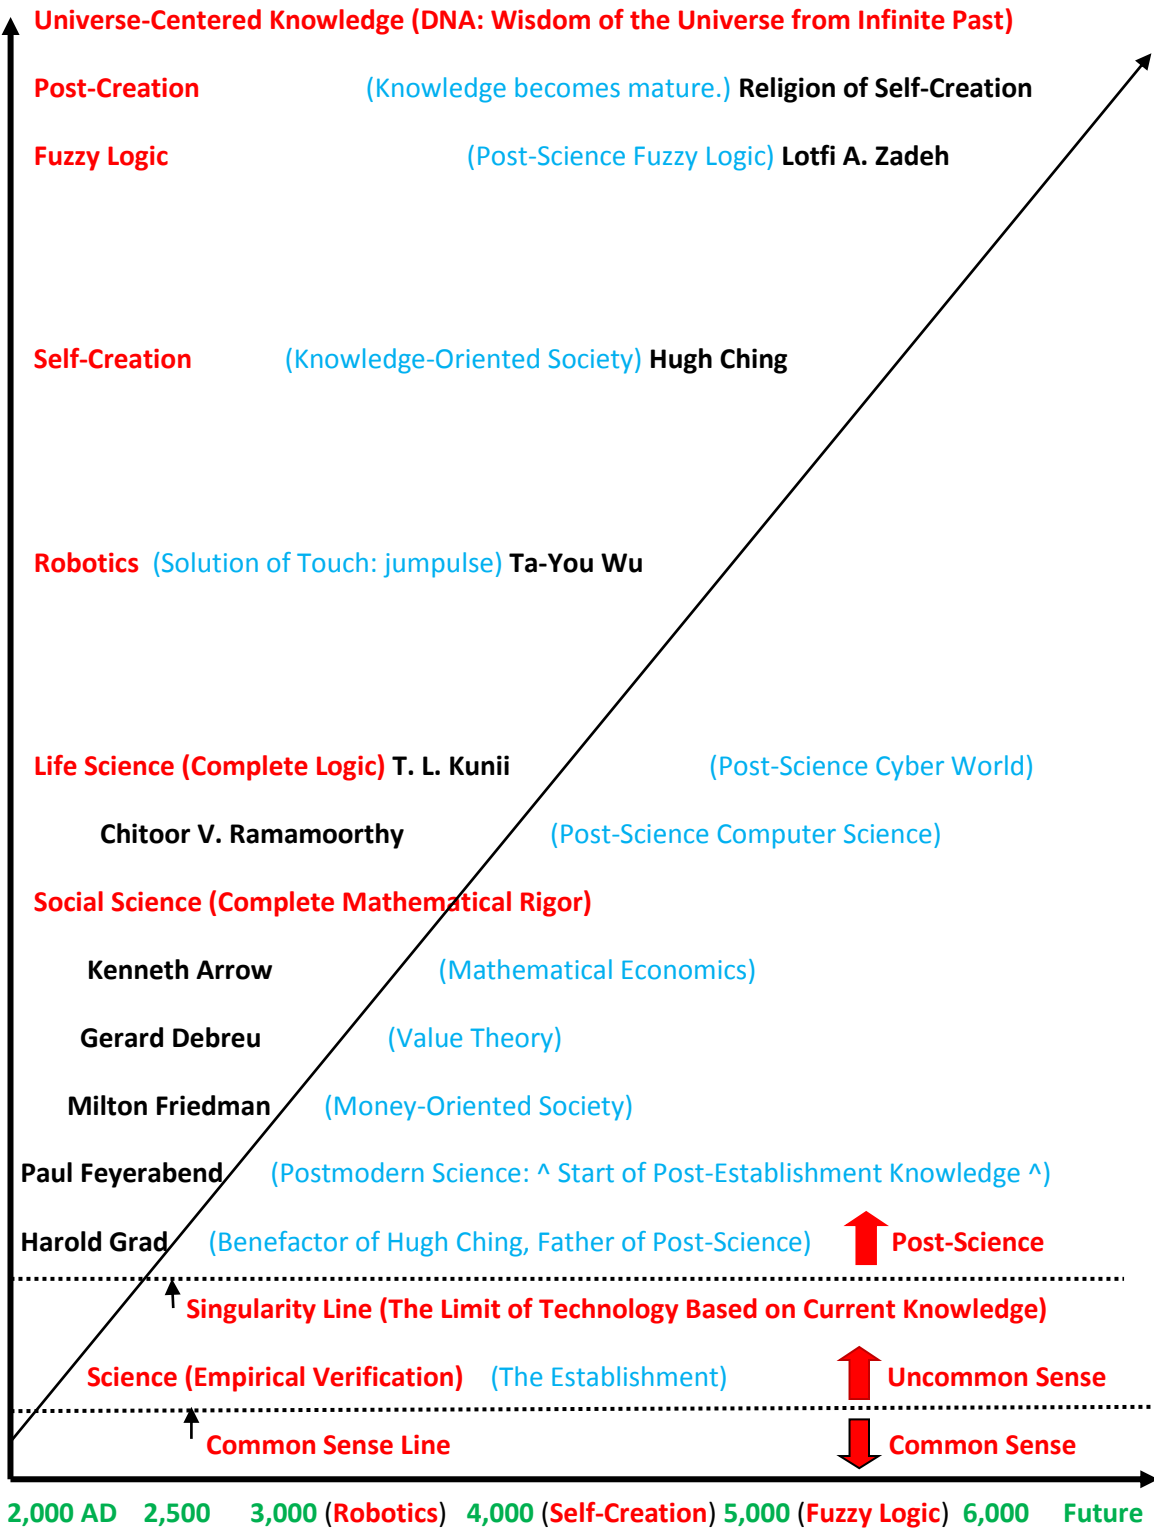 Universe-Centered Knowledge (DNA: Wisdom of the Universe from Infinite Past)
Post-Creation (Knowledge becomes mature.) Religion of Self-Creation
Fuzzy Logic (Post-Science Fuzzy Logic) Lotfi A. Zadeh
Self-Creation (Knowledge-Oriented Society) Hugh Ching
Robotics (Solution of Touch: jumpulse) Ta-You Wu
Life Science (Complete Logic) T. L. Kunii (Post-Science Cyber World)
Chitoor V. Ramamoorthy (Post-Science Computer Science)
Social Science (Complete Mathematical Rigor)
Kenneth Arrow (Mathematical Economics)
Gerard Debreu (Value Theory)
Milton Friedman (Money-Oriented Society)
Paul Feyerabend (Postmodern Science: ^ Start of Post-Establishment Knowledge ^)
Harold Grad (Benefactor of Hugh Ching, Father of Post-Science) Post-Science
Singularity Line (The Limit of Technology Based on Current Knowledge)
Science (Empirical Verification) (The Establishment) Uncommon Sense
Common Sense Line Common Sense
2,000 AD 2,500 3,000 (Robotics) 4,000 (Self-Creation) 5,000 (Fuzzy Logic) 6,000 Future